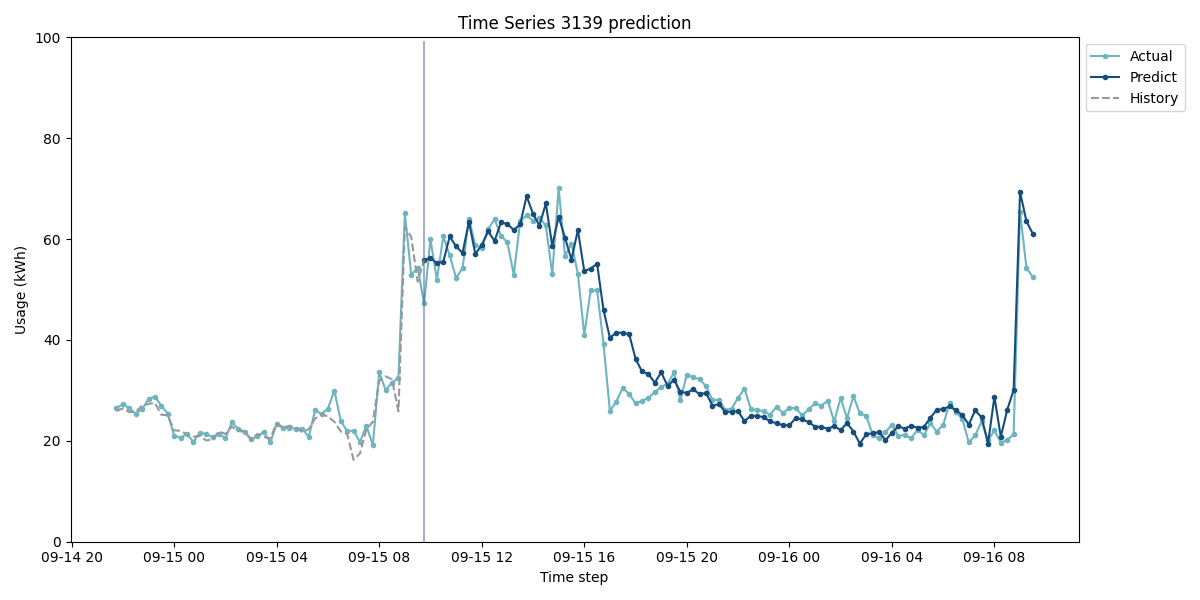 Time Series 3139 prediction
100
80
60
40
20
0
Usage (kWh)
09-14 20
09-15 00
09-15 04
09-15 08
09-15 12
09-15 16
09-15 20
09-16 00
09-16 04
09-16 08
Time step
Actual
Predict
History